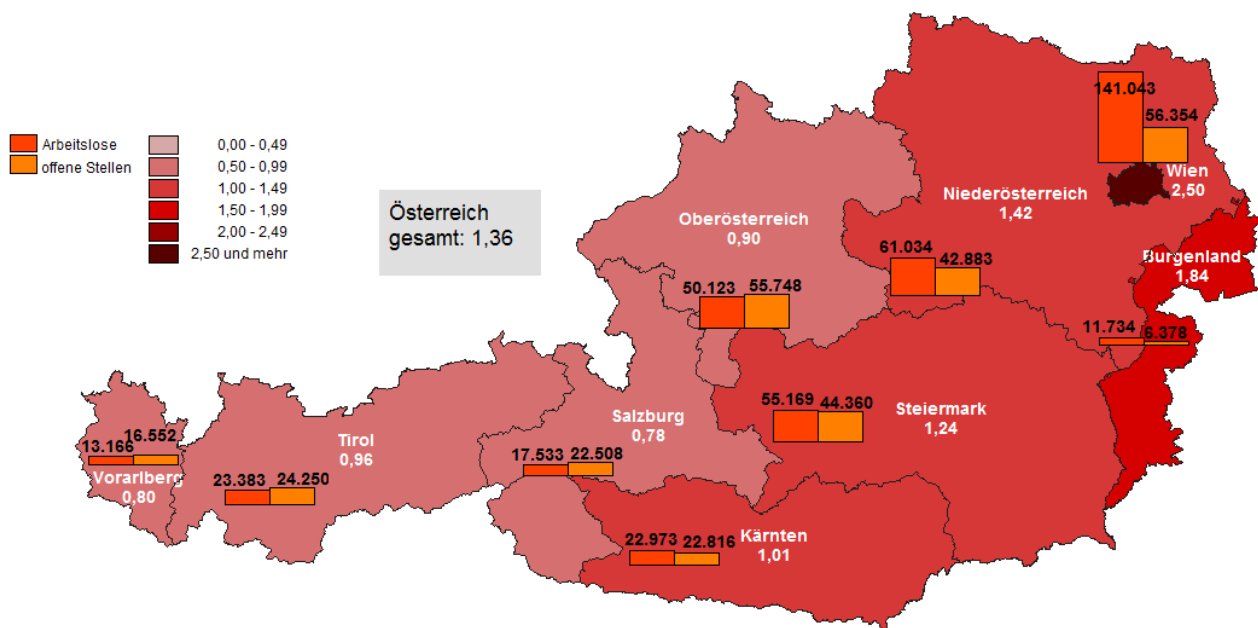 Arbeitslose
offene Stellen
0,00 - 0,49
0,50 - 0,99
1,00 - 1,49
1,50 - 1,99
2,00 - 2,49
2,50 und mehr
Österreich
gesamt: 1,36
141.043
56.354
Wien
2,50
Niederösterreich
1,42
61.034
42.883
Oberösterreich
0,90
50.123
55.748
Burgenland
1,84
11.734
6.378
Steiermark
1,24
55.169
44.360
Salzburg
0,78
17.533
22.508
Tirol
0,96
23.383
24.250
13.166
16.552
Vorarlberg
0,80
Kärnten
1,01
22.973
22.816